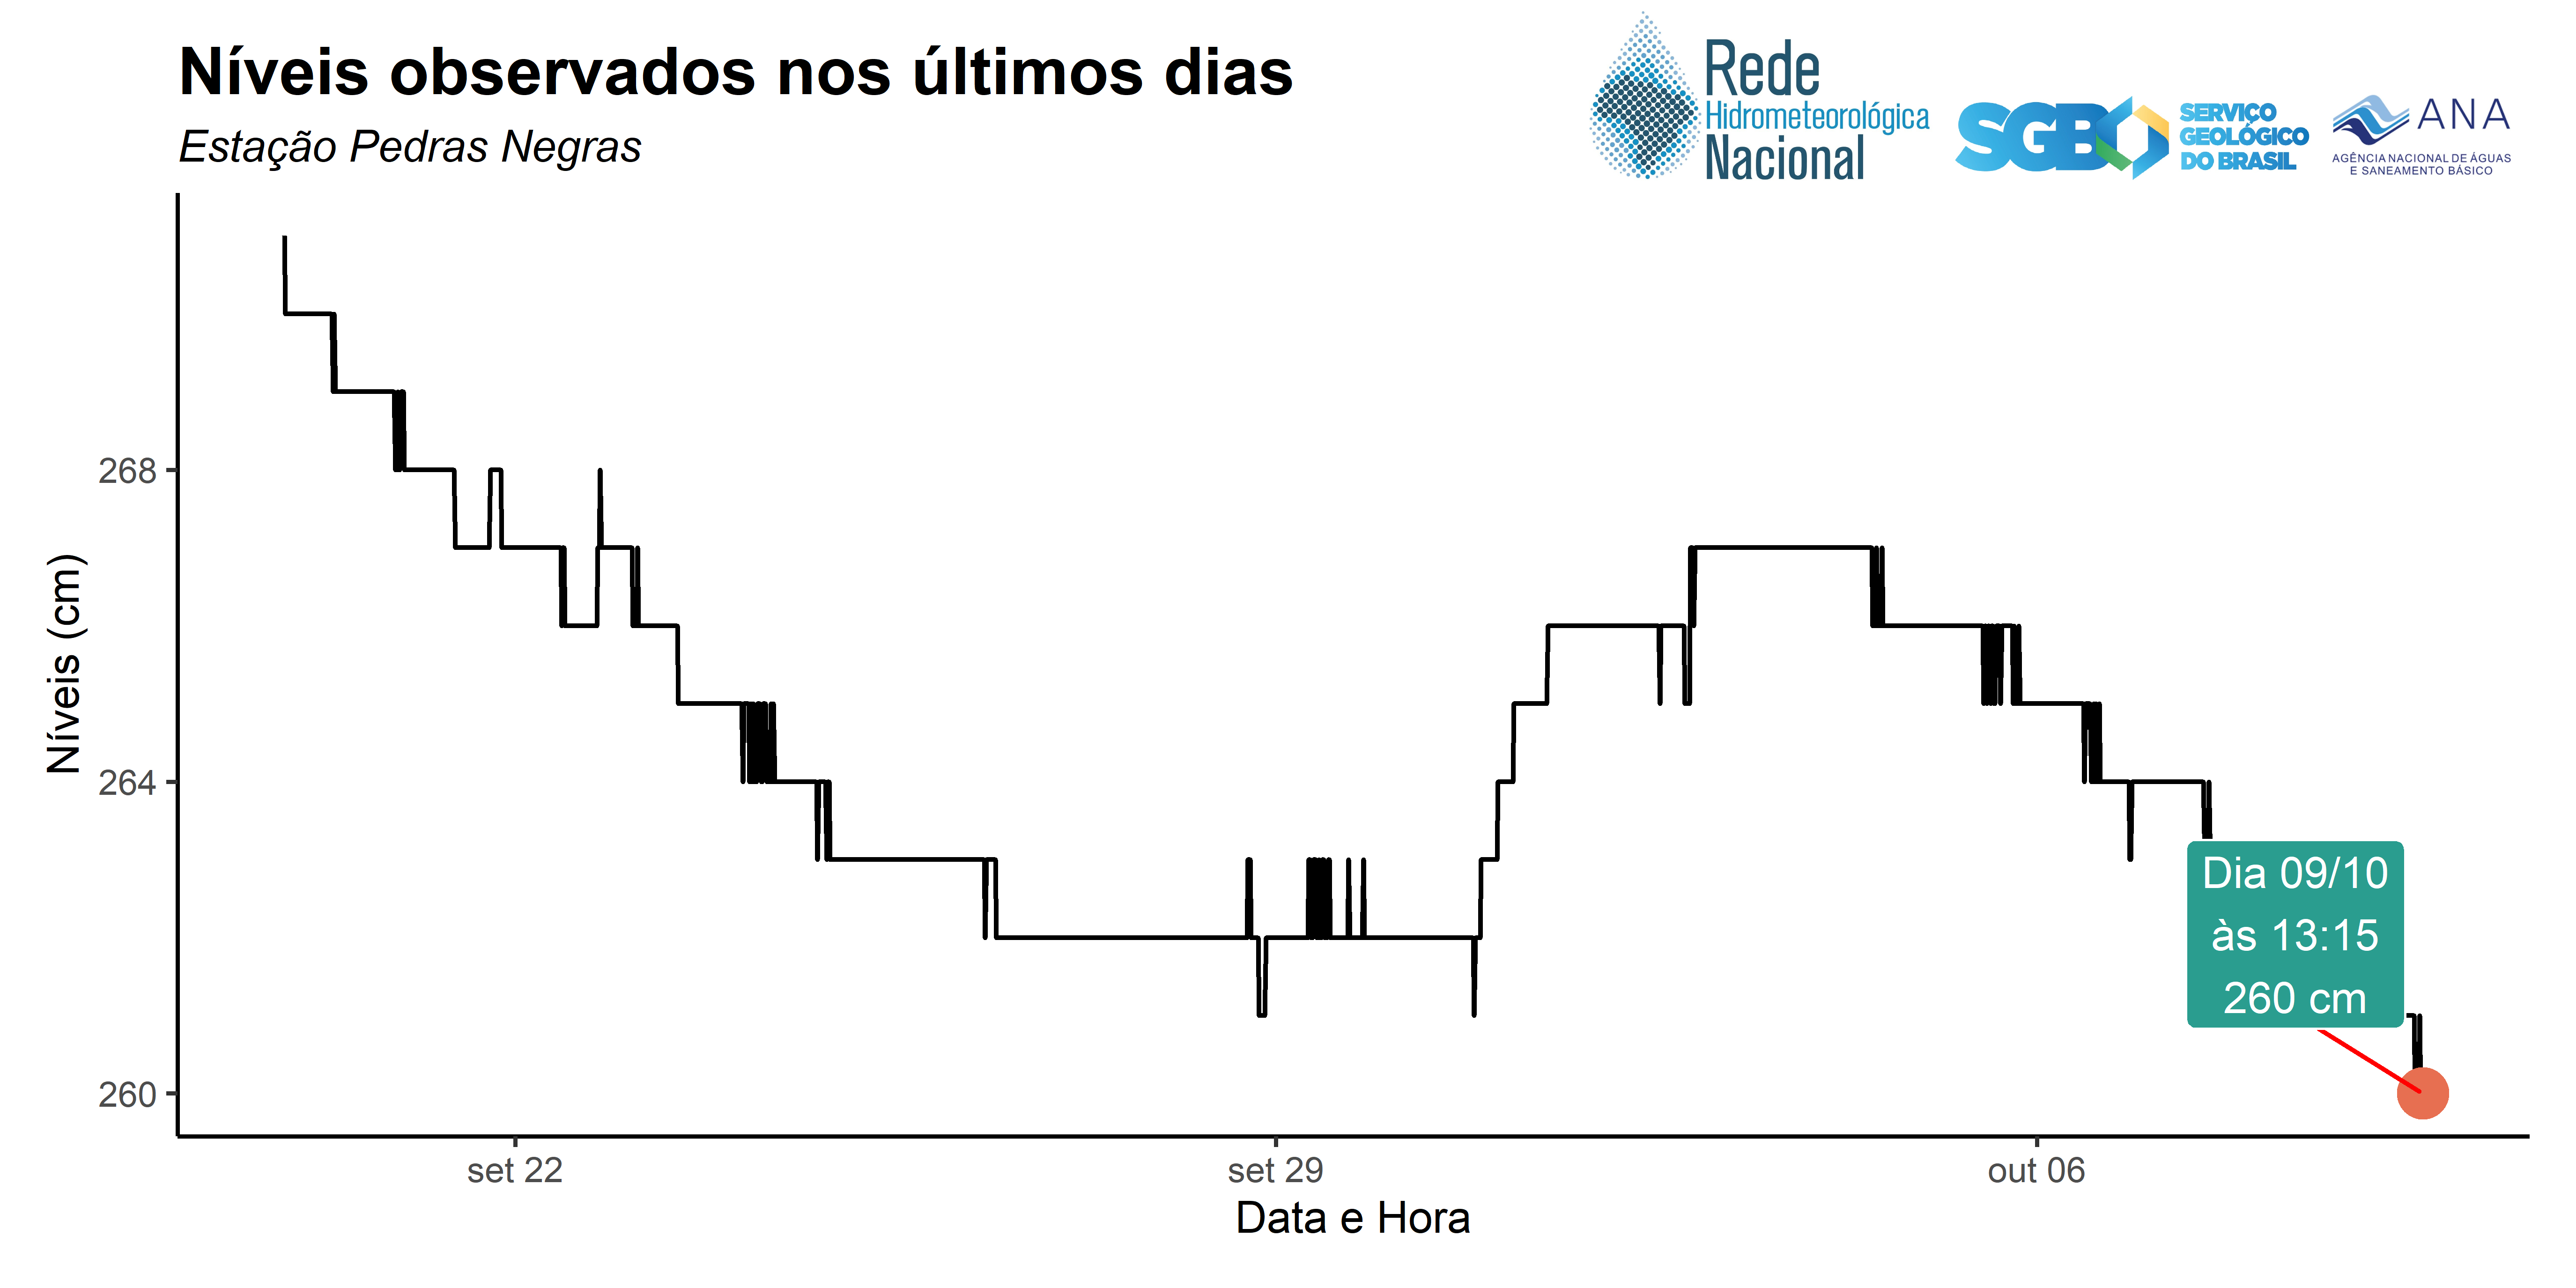 Níveis observados nos últimos dias
Estação Pedras Negras
Rede
Hidrometeorológica
Nacional
SGB
SERVIÇO
GEOLÓGICO
DO BRASIL
ANA
AGÊNCIA NACIONAL DE ÁGUAS
E SANEAMENTO BÁSICO
Níveis (cm)
268
264
260
Dia 09/10
às 13:15
260 cm
set 22
set 29
out 06
Data e Hora